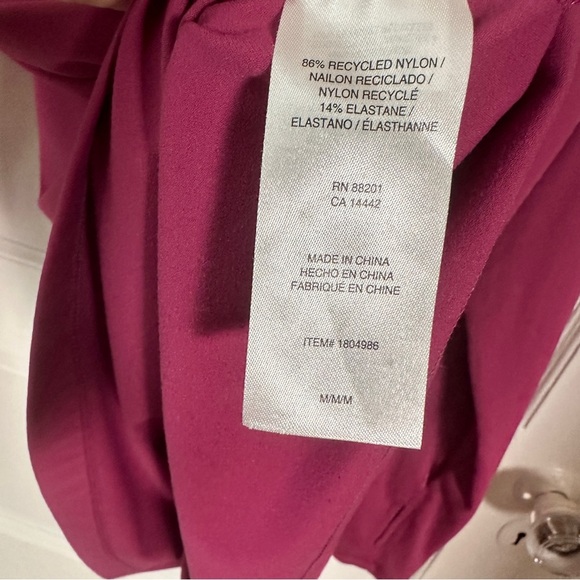 86% RECYCLED NYLON /
NAILON RECICLADO /
NYLON RECYCLÉ
14% ELASTANE /
ELASTANO / ÉLASTHANNE
RN 88201
CA 14442
MADE IN CHINA
HECHO EN CHINA
FABRIQUE EN CHINE
ITEM# 1804986
M/M/M